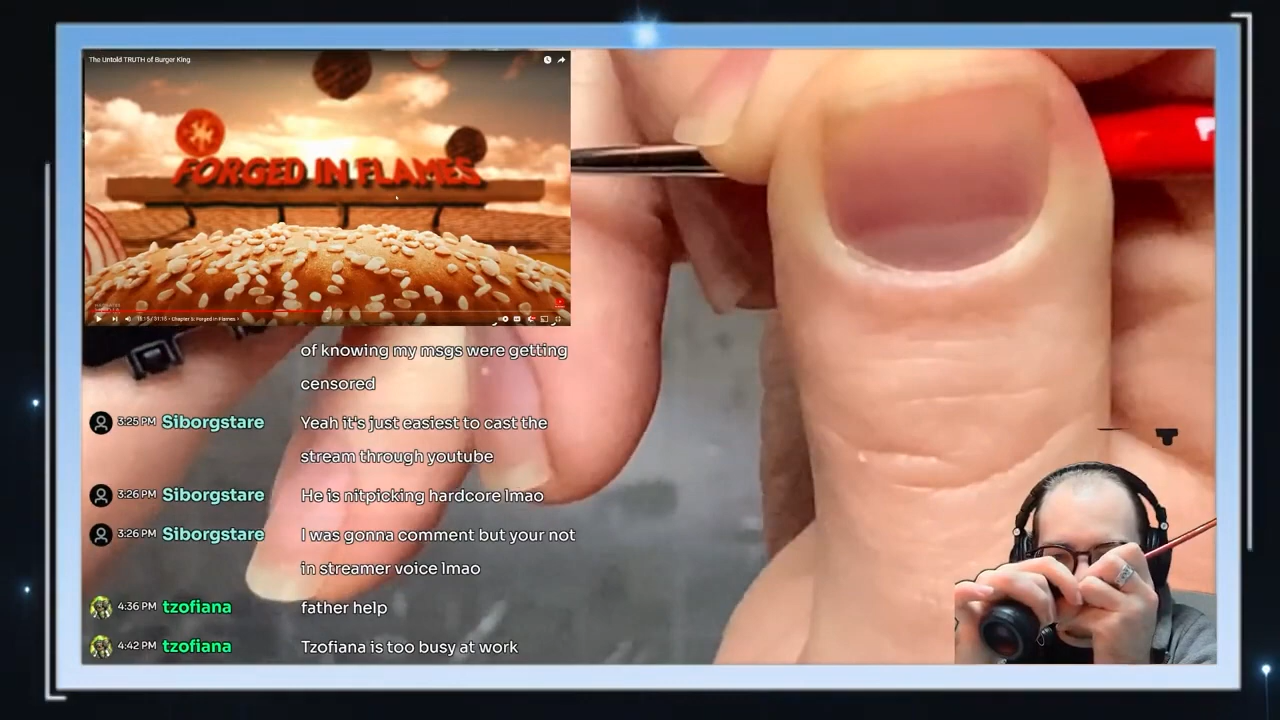 The Untold TRUTH of Burger King
FORGED IN FLAMES
of knowing my msgs were getting
censored
3:25 PM Siborgstare Yeah it's just easiest to cast the
stream through youtube
3:26 PM Siborgstare He is nitpicking hardcore lmao
3:26 PM Siborgstare I was gonna comment but your not
in streamer voice lmao
4:36 PM tzofiana father help
4:42 PM tzofiana Tzofiana is too busy at work